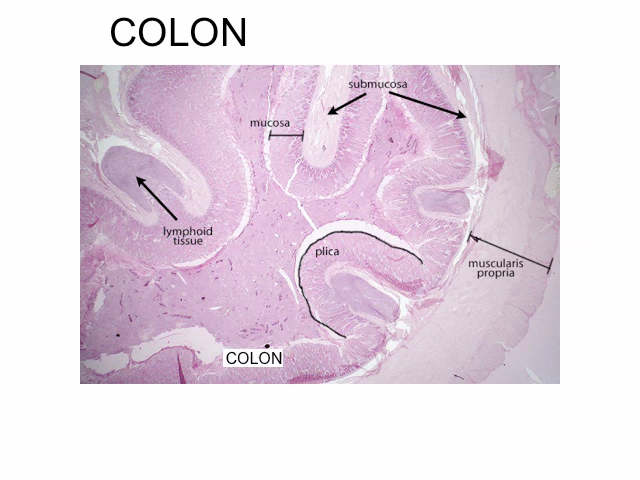 COLON
submucosa
mucosa
lymphoid
tissue
plica
muscularis
propria
COLON